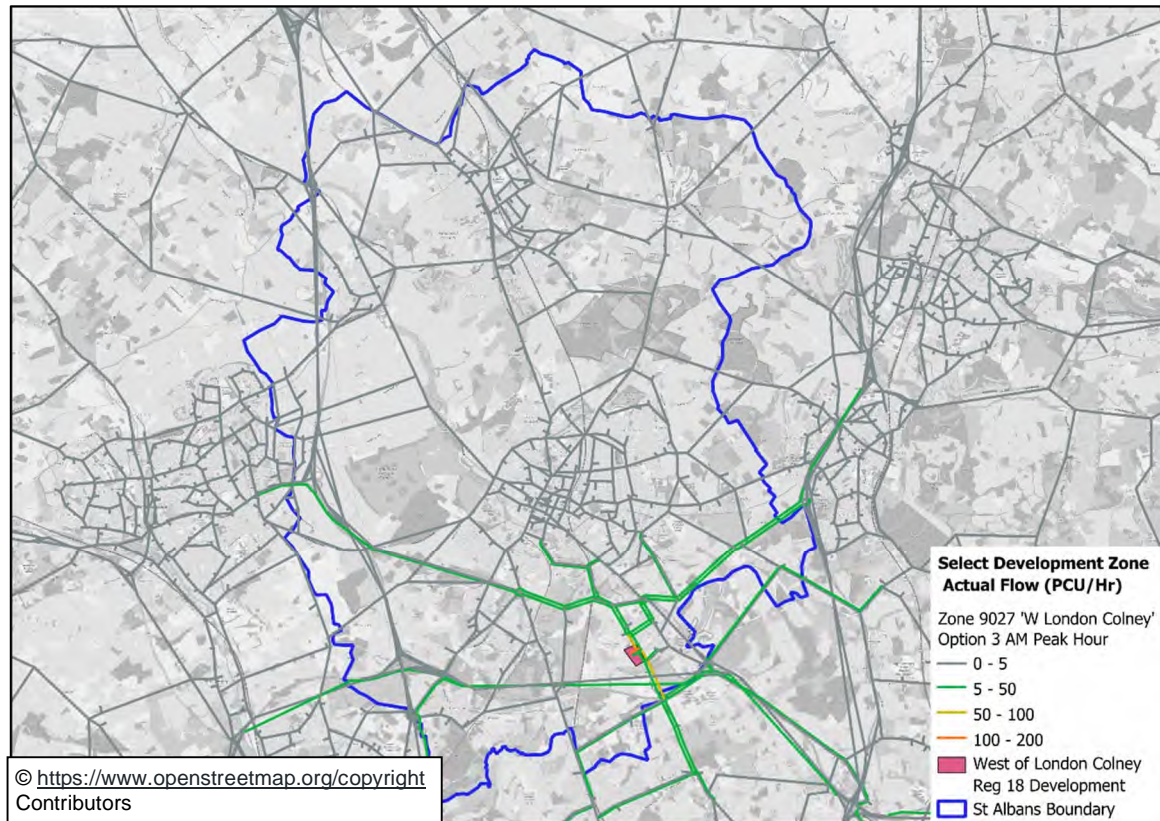 Select Development Zone
Actual Flow (PCU/Hr)
Zone 9027 'W London Colney'
Option 3 AM Peak Hour
0 - 5
5 - 50
50 - 100
100 - 200
West of London Colney
Reg 18 Development
St Albans Boundary
© https://www.openstreetmap.org/copyright
Contributors